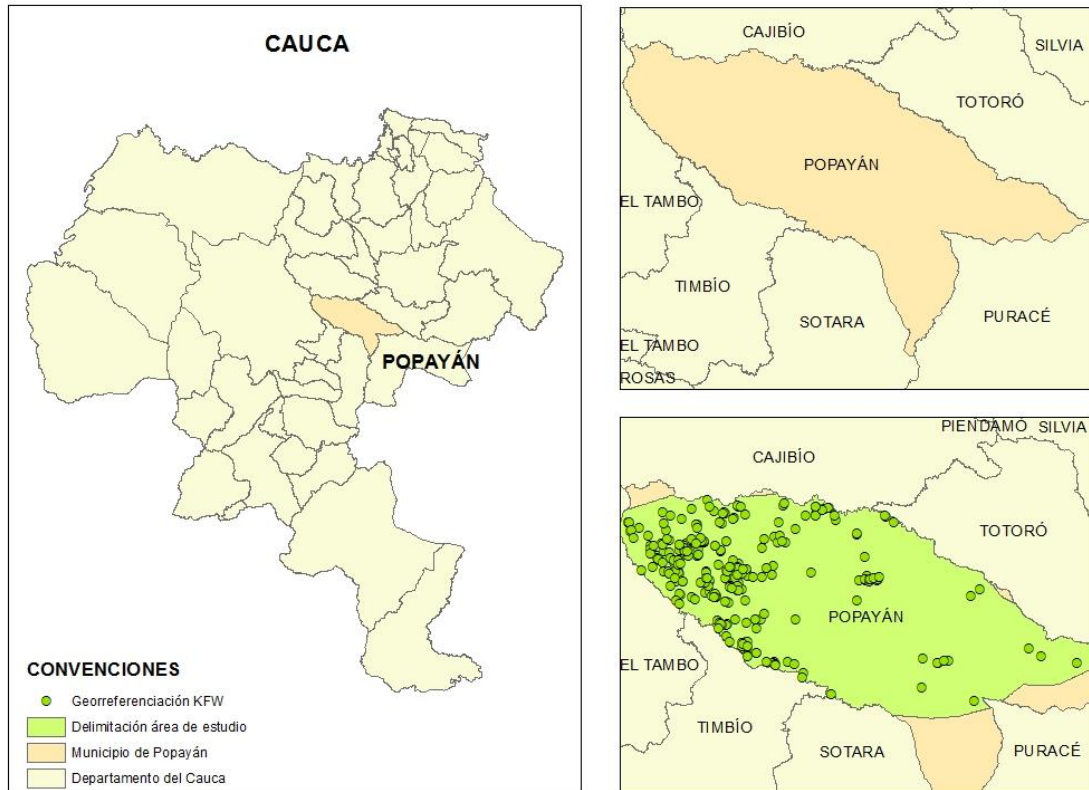 CAUCA
POPAYÁN
CONVENCIONES
Georreferenciación KFW
Delimitación área de estudio
Municipio de Popayán
Departamento del Cauca
CAJIBÍO
SILVIA
TOTORÓ
POPAYÁN
EL TAMBO
TIMBÍO
SOTARA
PURACÉ
EL TAMBO
ROSAS
PIENDAMÓ SILVIA
CAJIBÍO
TOTORÓ
POPAYÁN
EL TAMBO
TIMBÍO
SOTARA
PURACÉ